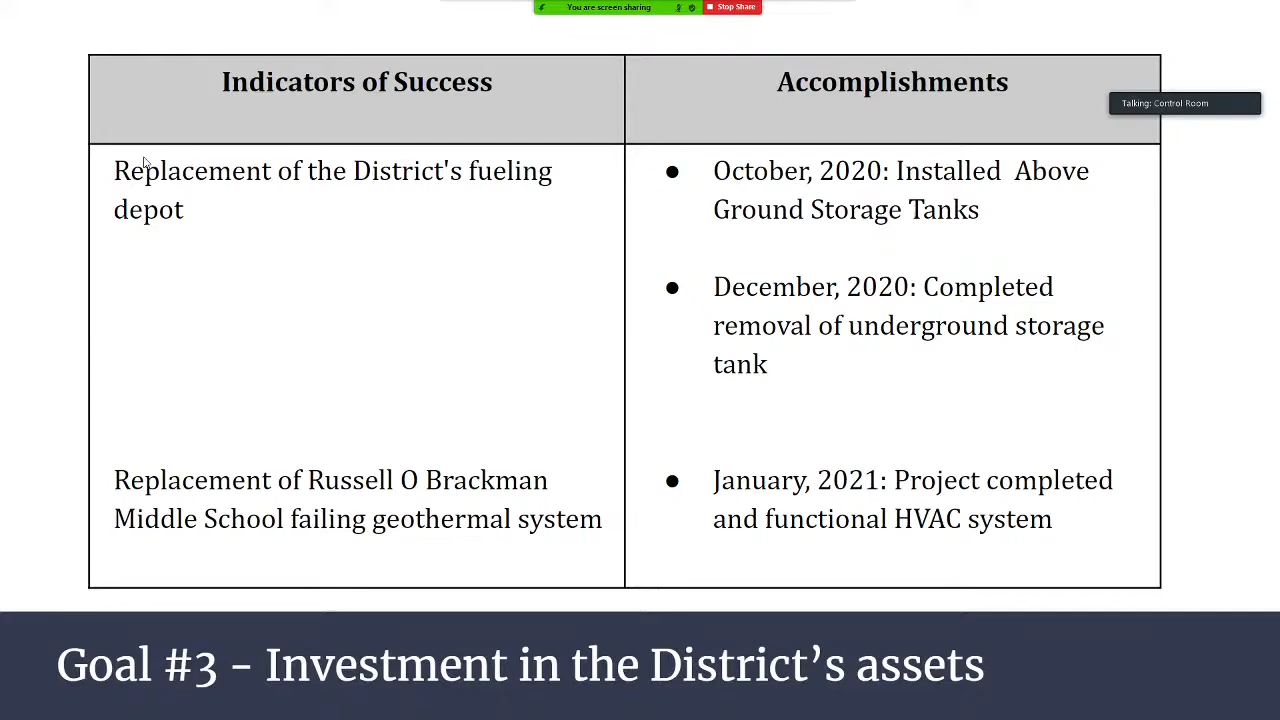 You are screen sharing
Stop Share
Indicators of Success
Accomplishments
Talking: Control Room
Replacement of the District's fueling
depot
● October, 2020: Installed  Above
Ground Storage Tanks
● December, 2020: Completed
removal of underground storage
tank
Replacement of Russell O Brackman
Middle School failing geothermal system
● January, 2021: Project completed
and functional HVAC system
Goal #3 - Investment in the District’s assets